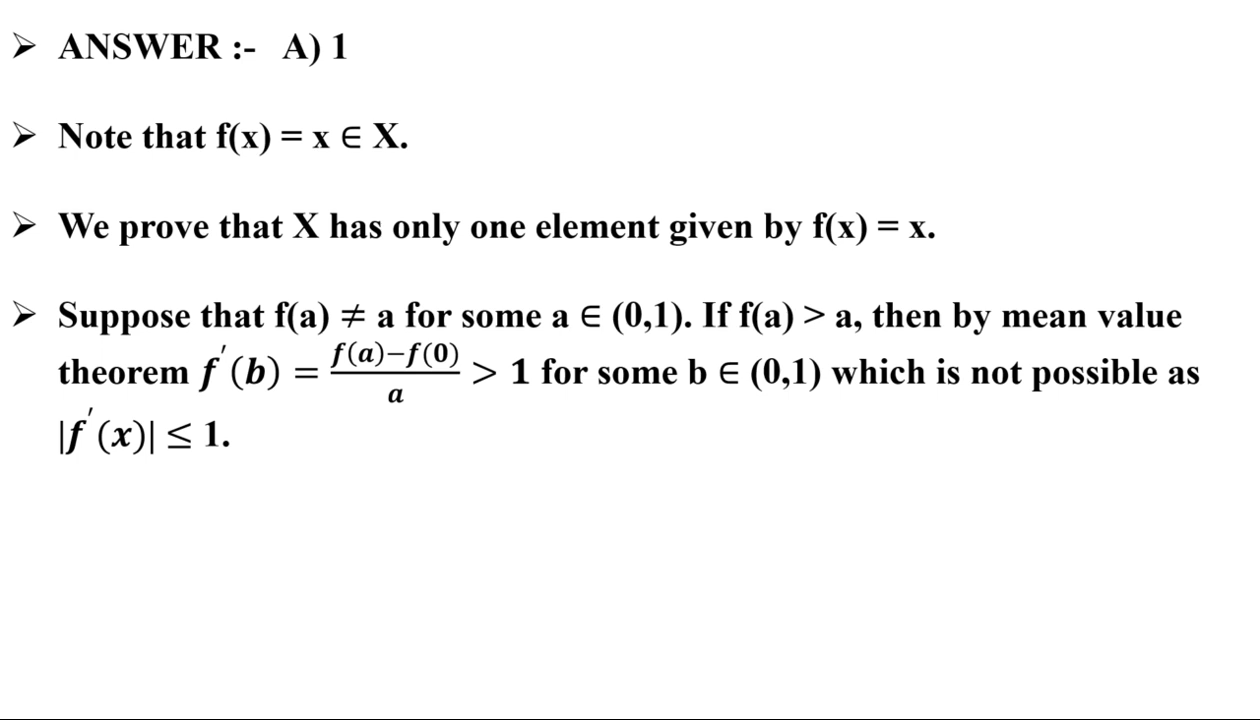 ➢ ANSWER :- A) 1
➢ Note that f(x) = x ∈ X.
➢ We prove that X has only one element given by f(x) = x.
➢ Suppose that f(a) ≠ a for some a ∈ (0,1). If f(a) > a, then by mean value
theorem f′(b) = (f(a)−f(0))/a > 1 for some b ∈ (0,1) which is not possible as
|f′(x)| ≤ 1.